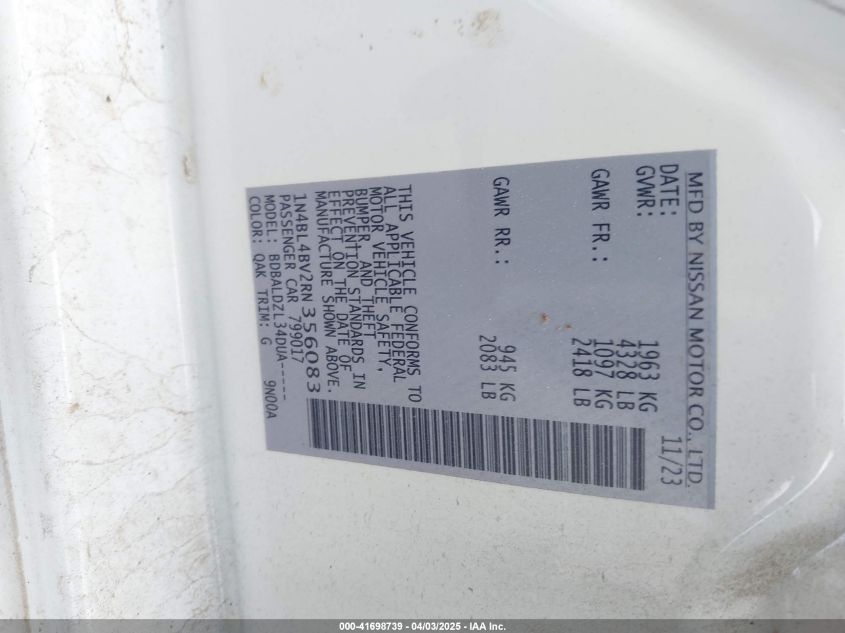 MFD BY NISSAN MOTOR CO., LTD.
DATE: 11/23
GVWR: 1963 KG
4328 LB
GAWR FR.: 1097 KG
2418 LB
GAWR RR.: 945 KG
2083 LB
THIS VEHICLE CONFORMS TO
ALL APPLICABLE FEDERAL
MOTOR VEHICLE SAFETY,
BUMPER AND THEFT
PREVENTION STANDARDS IN
EFFECT ON THE DATE OF
MANUFACTURE SHOWN ABOVE.
1N4BL4BV2RN356083
PASSENGER CAR 799017
MODEL: BDBALDZL34DUA-----
COLOR: QAK TRIM: G 9N00A
000-41698739 - 04/03/2025 - IAA Inc.